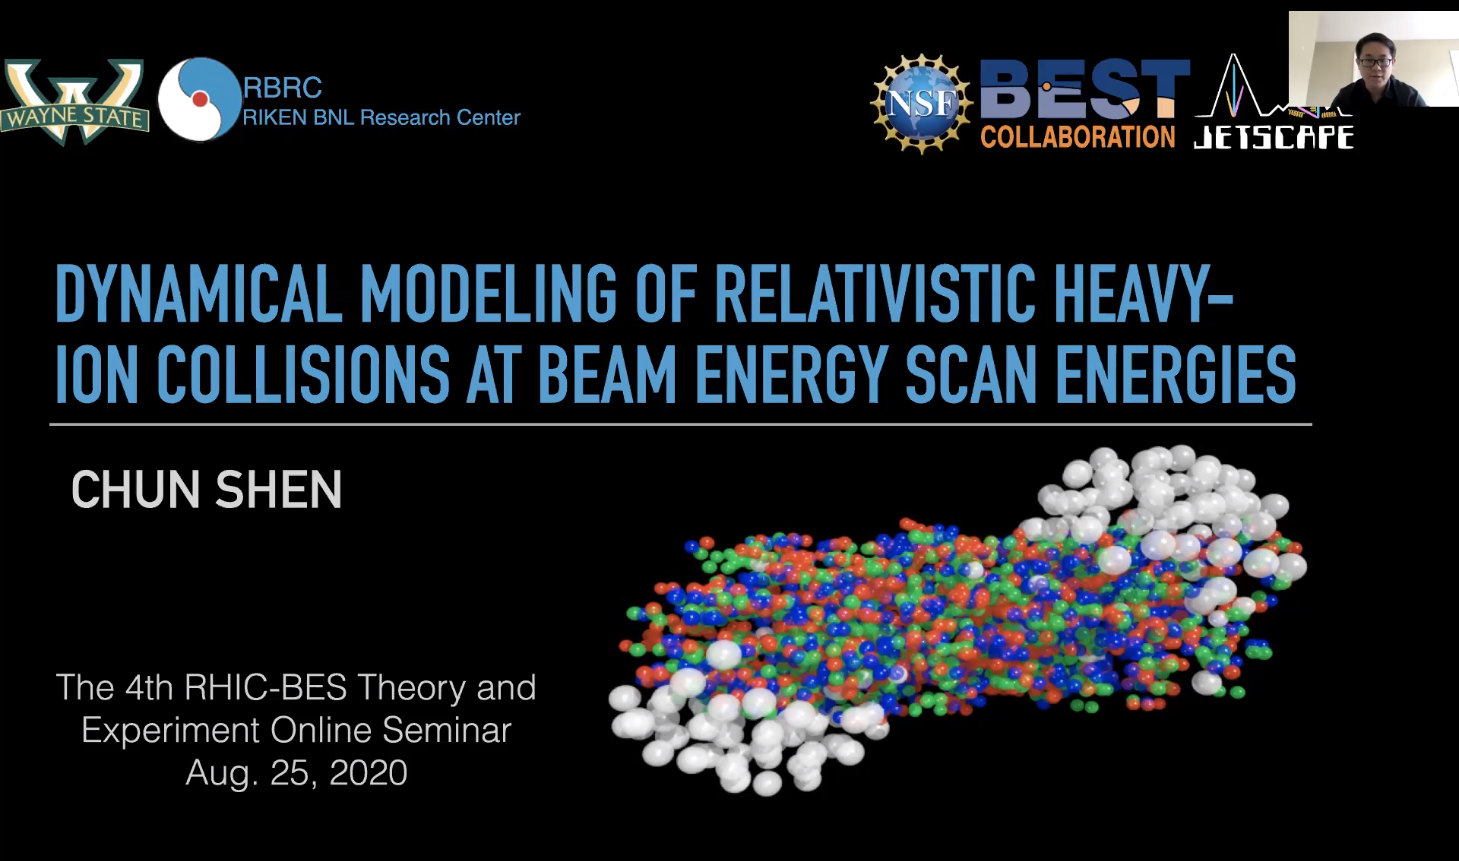 WAYNE STATE
RBRC
RIKEN BNL Research Center
NSF
BEST
COLLABORATION
JETSCAPE
DYNAMICAL MODELING OF RELATIVISTIC HEAVY-
ION COLLISIONS AT BEAM ENERGY SCAN ENERGIES
CHUN SHEN
The 4th RHIC-BES Theory and
Experiment Online Seminar
Aug. 25, 2020